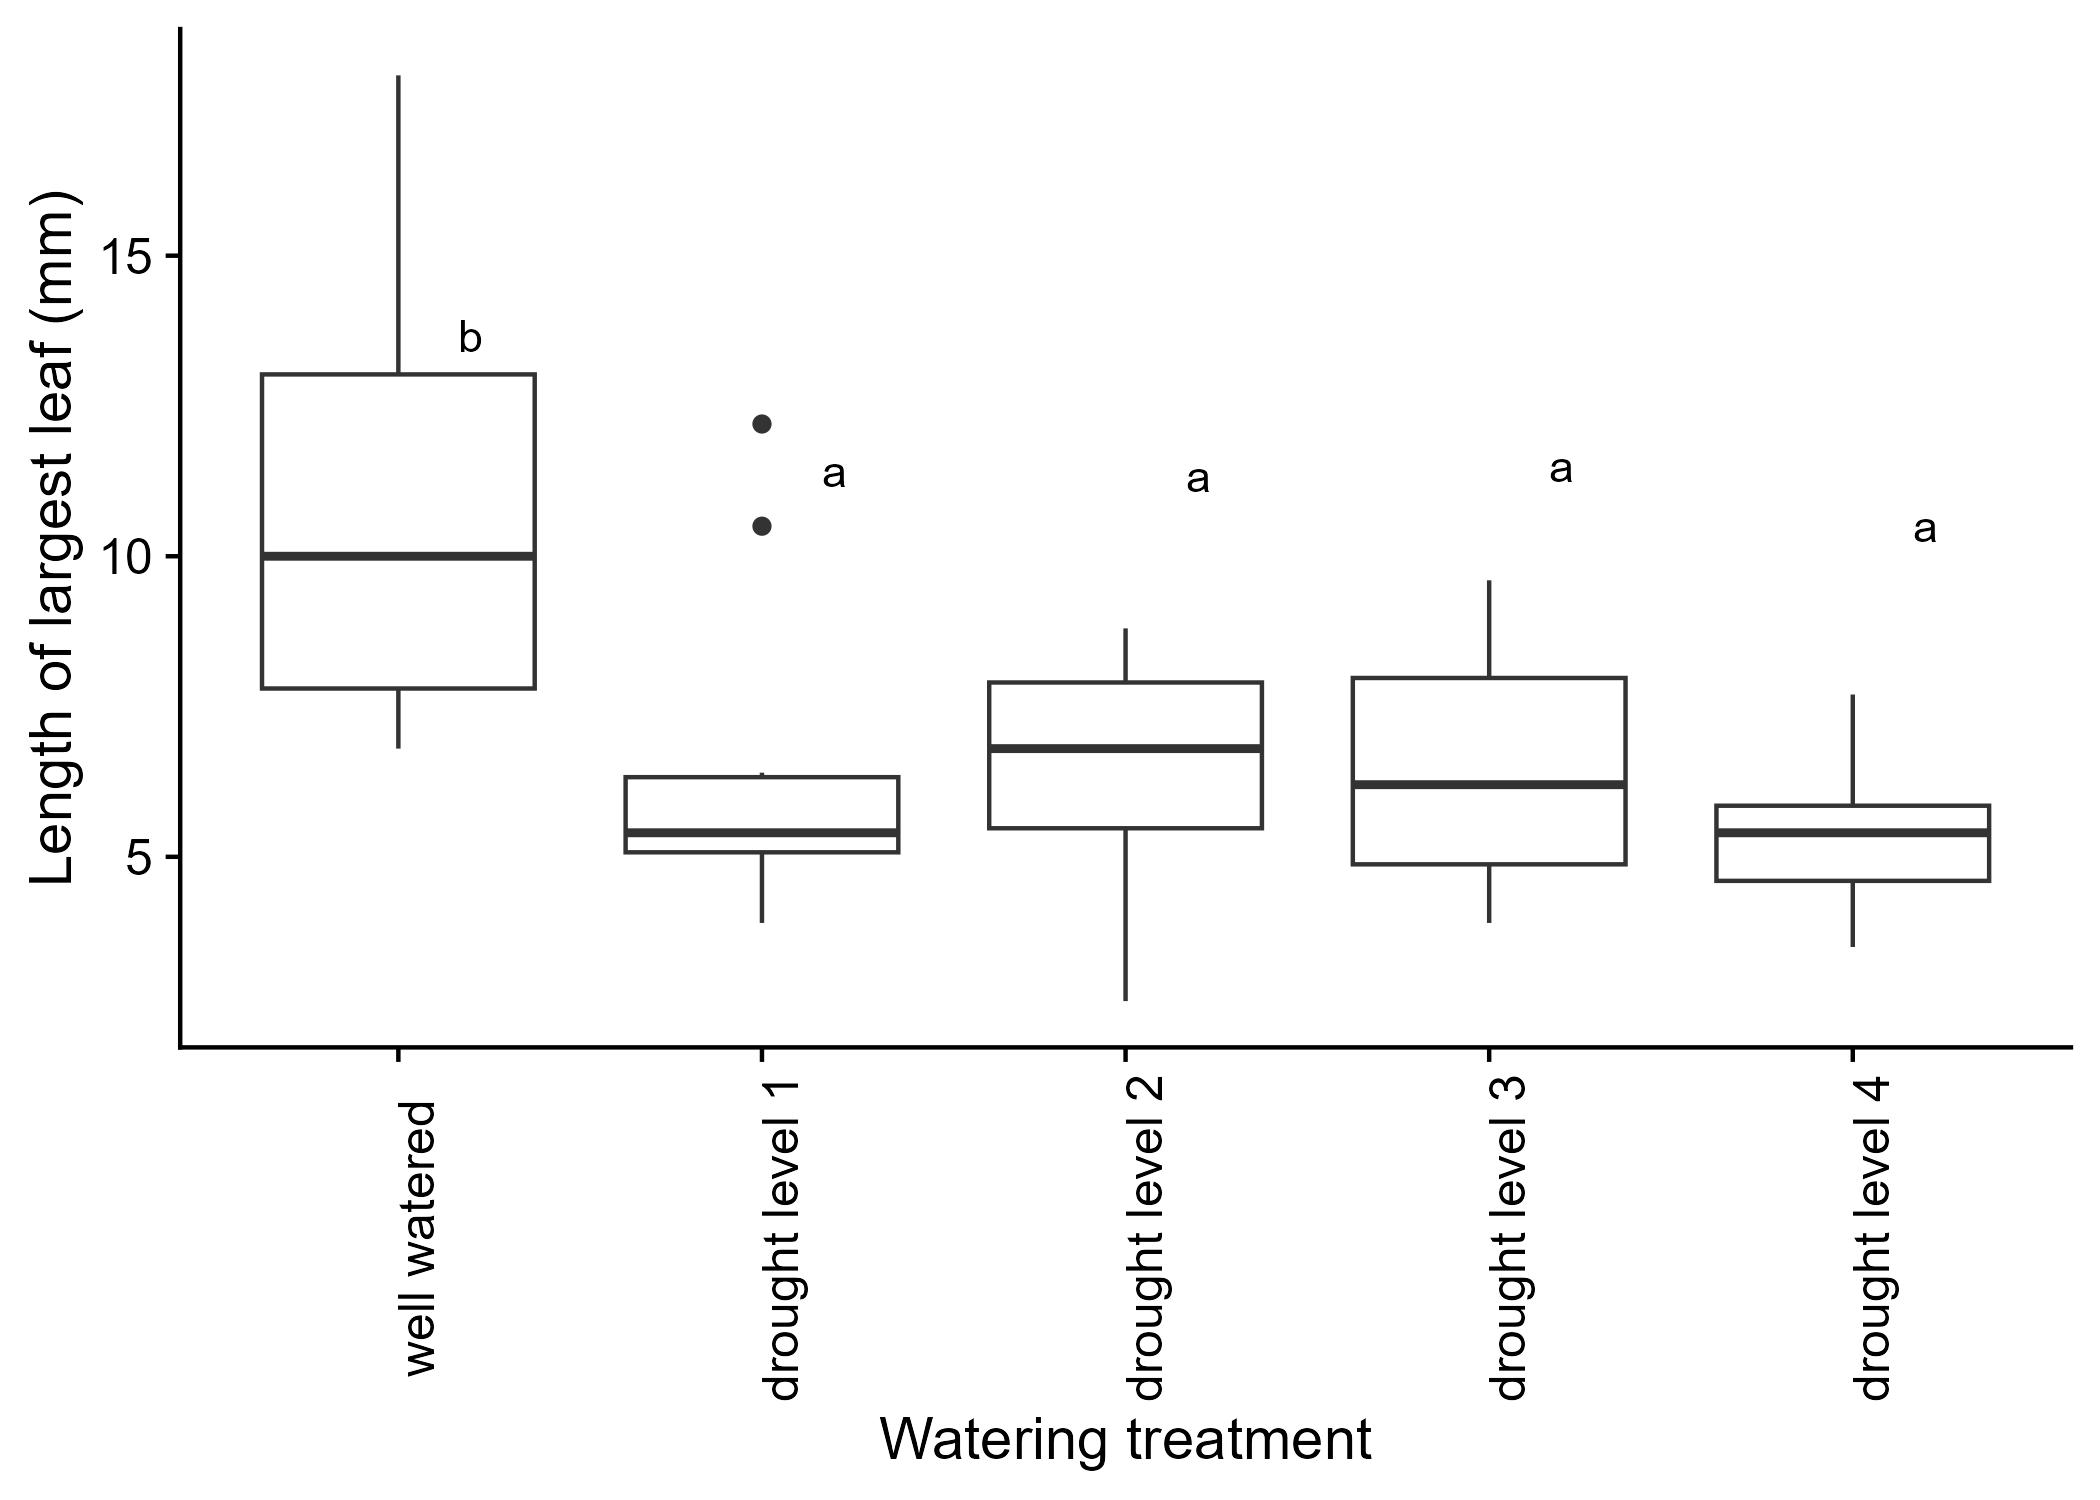 Length of largest leaf (mm)
15
10
5
b
a
a
a
a
well watered
drought level 1
drought level 2
drought level 3
drought level 4
Watering treatment